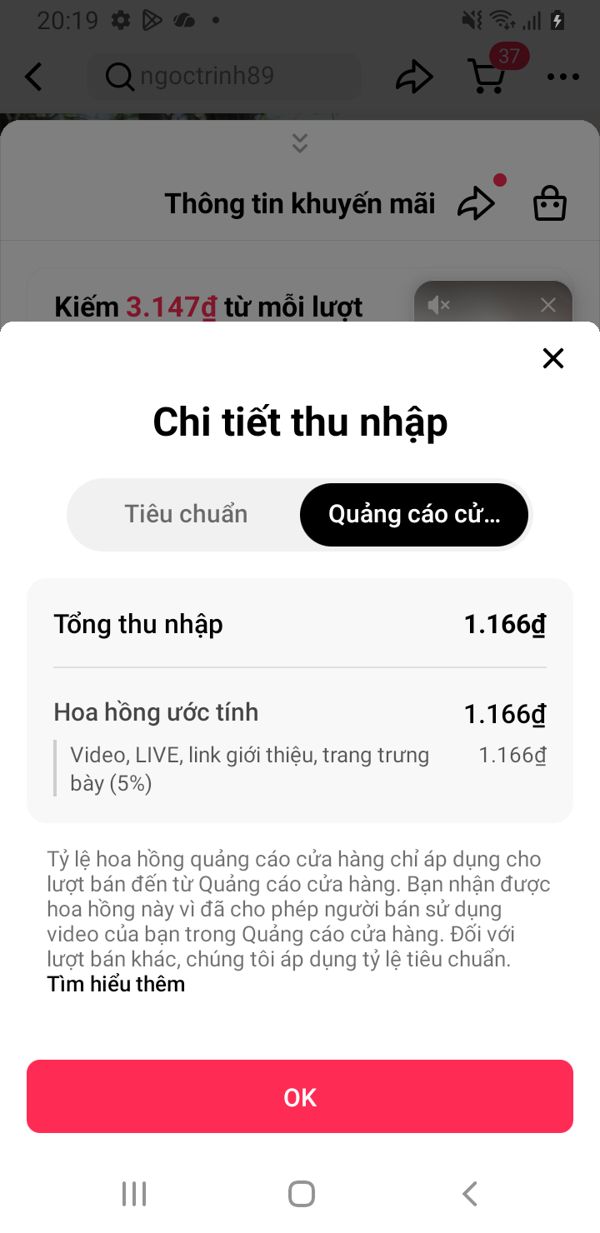 20:19
37
ngoctrinh89
Thông tin khuyến mãi
Kiếm 3.147₫ từ mỗi lượt
Chi tiết thu nhập
Tiêu chuẩn
Quảng cáo cử...
Tổng thu nhập 1.166₫
Hoa hồng ước tính 1.166₫
Video, LIVE, link giới thiệu, trang trưng 1.166₫
bày (5%)
Tỷ lệ hoa hồng quảng cáo cửa hàng chỉ áp dụng cho
lượt bán đến từ Quảng cáo cửa hàng. Bạn nhận được
hoa hồng này vì đã cho phép người bán sử dụng
video của bạn trong Quảng cáo cửa hàng. Đối với
lượt bán khác, chúng tôi áp dụng tỷ lệ tiêu chuẩn.
Tìm hiểu thêm
OK